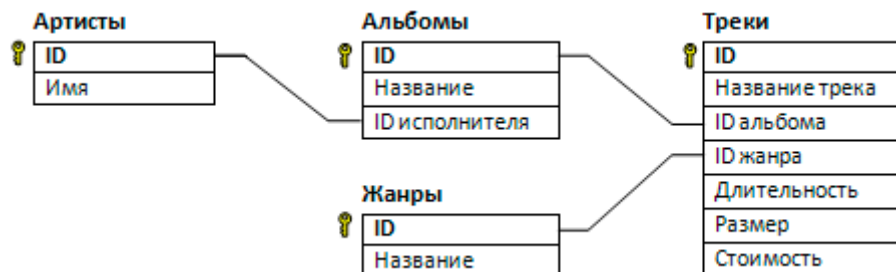 Артисты
ID
Имя
Альбомы
ID
Название
ID исполнителя
Жанры
ID
Название
Треки
ID
Название трека
ID альбома
ID жанра
Длительность
Размер
Стоимость